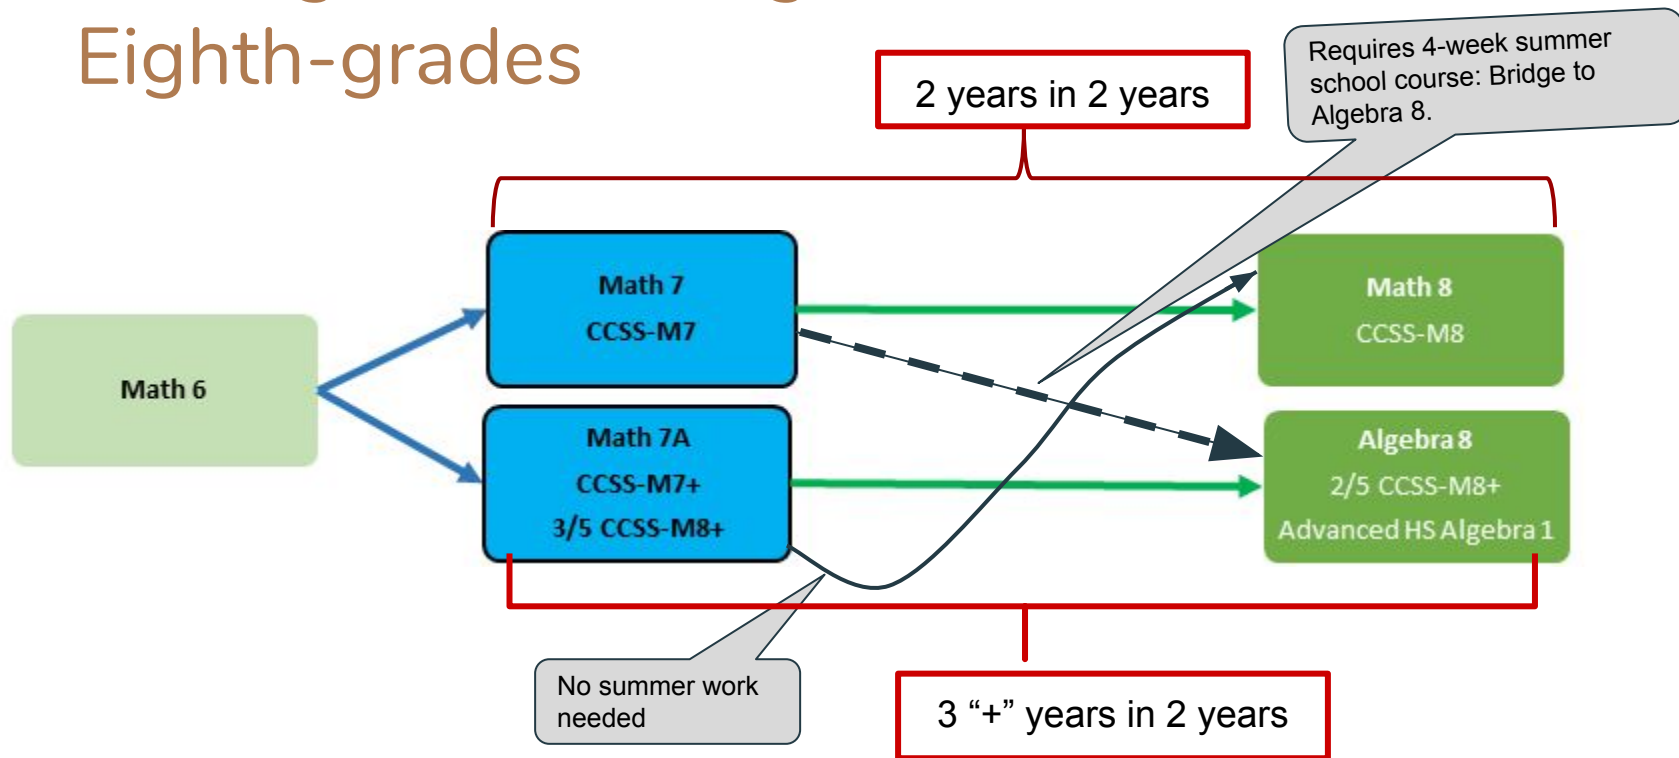 Eighth-grades
2 years in 2 years
Requires 4-week summer
school course: Bridge to
Algebra 8.
Math 6
Math 7
CCSS-M7
Math 7A
CCSS-M7+
3/5 CCSS-M8+
Math 8
CCSS-M8
Algebra 8
2/5 CCSS-M8+
Advanced HS Algebra 1
No summer work
needed
3 “+” years in 2 years